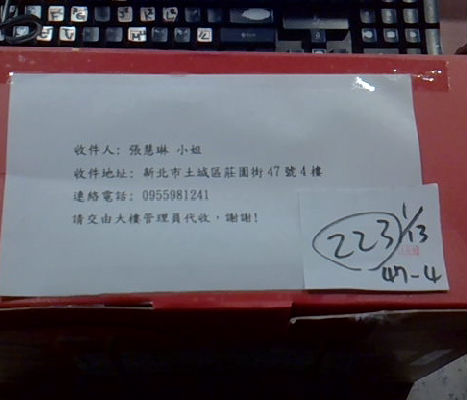 收件人: 張慧琳 小姐
收件地址: 新北市土城區莊園街 47 號 4 樓
連絡電話: 0955981241
請交由大樓管理員代收，謝謝!
223 1/13
47-4